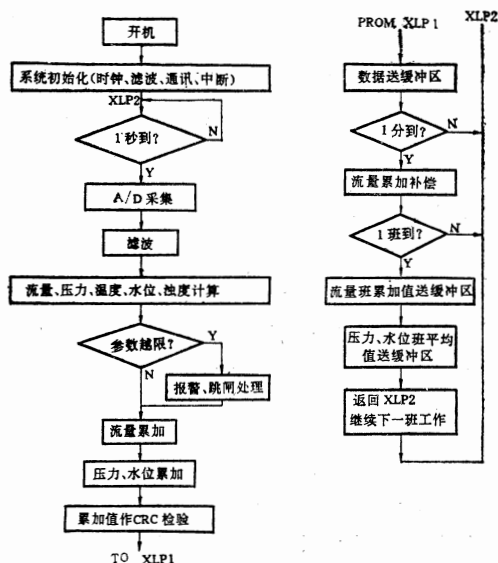 开机
系统初始化(时钟、滤波、通讯、中断)
XLP2
1秒到?
N
Y
A/D 采集
滤波
流量、压力、温度、水位、浊度计算
参数越限?
Y
N
报警、跳闸处理
流量累加
压力、水位累加
累加值作CRC 检验
TO XLP1
PROM XLP1
XLP2
数据送缓冲区
1分到?
N
Y
流量累加补偿
1班到?
N
Y
流量班累加值送缓冲区
压力、水位班平均
值送缓冲区
返回 XLP2
继续下一班工作